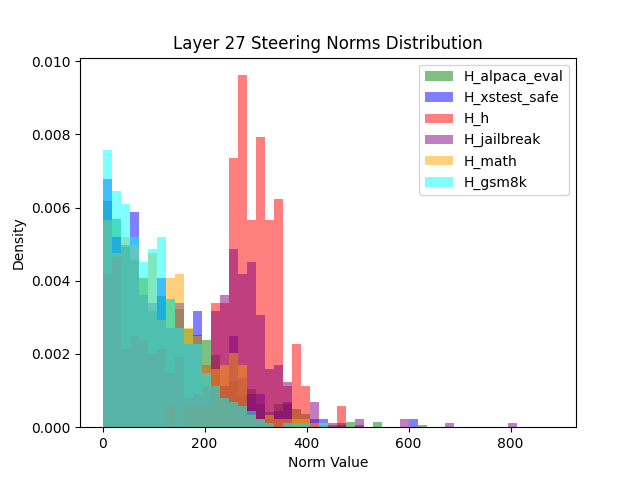 Layer 27 Steering Norms Distribution
H_alpaca_eval
H_xstest_safe
H_h
H_jailbreak
H_math
H_gsm8k
0.010
0.008
0.006
0.004
0.002
0.000
Density
0 200 400 600 800
Norm Value